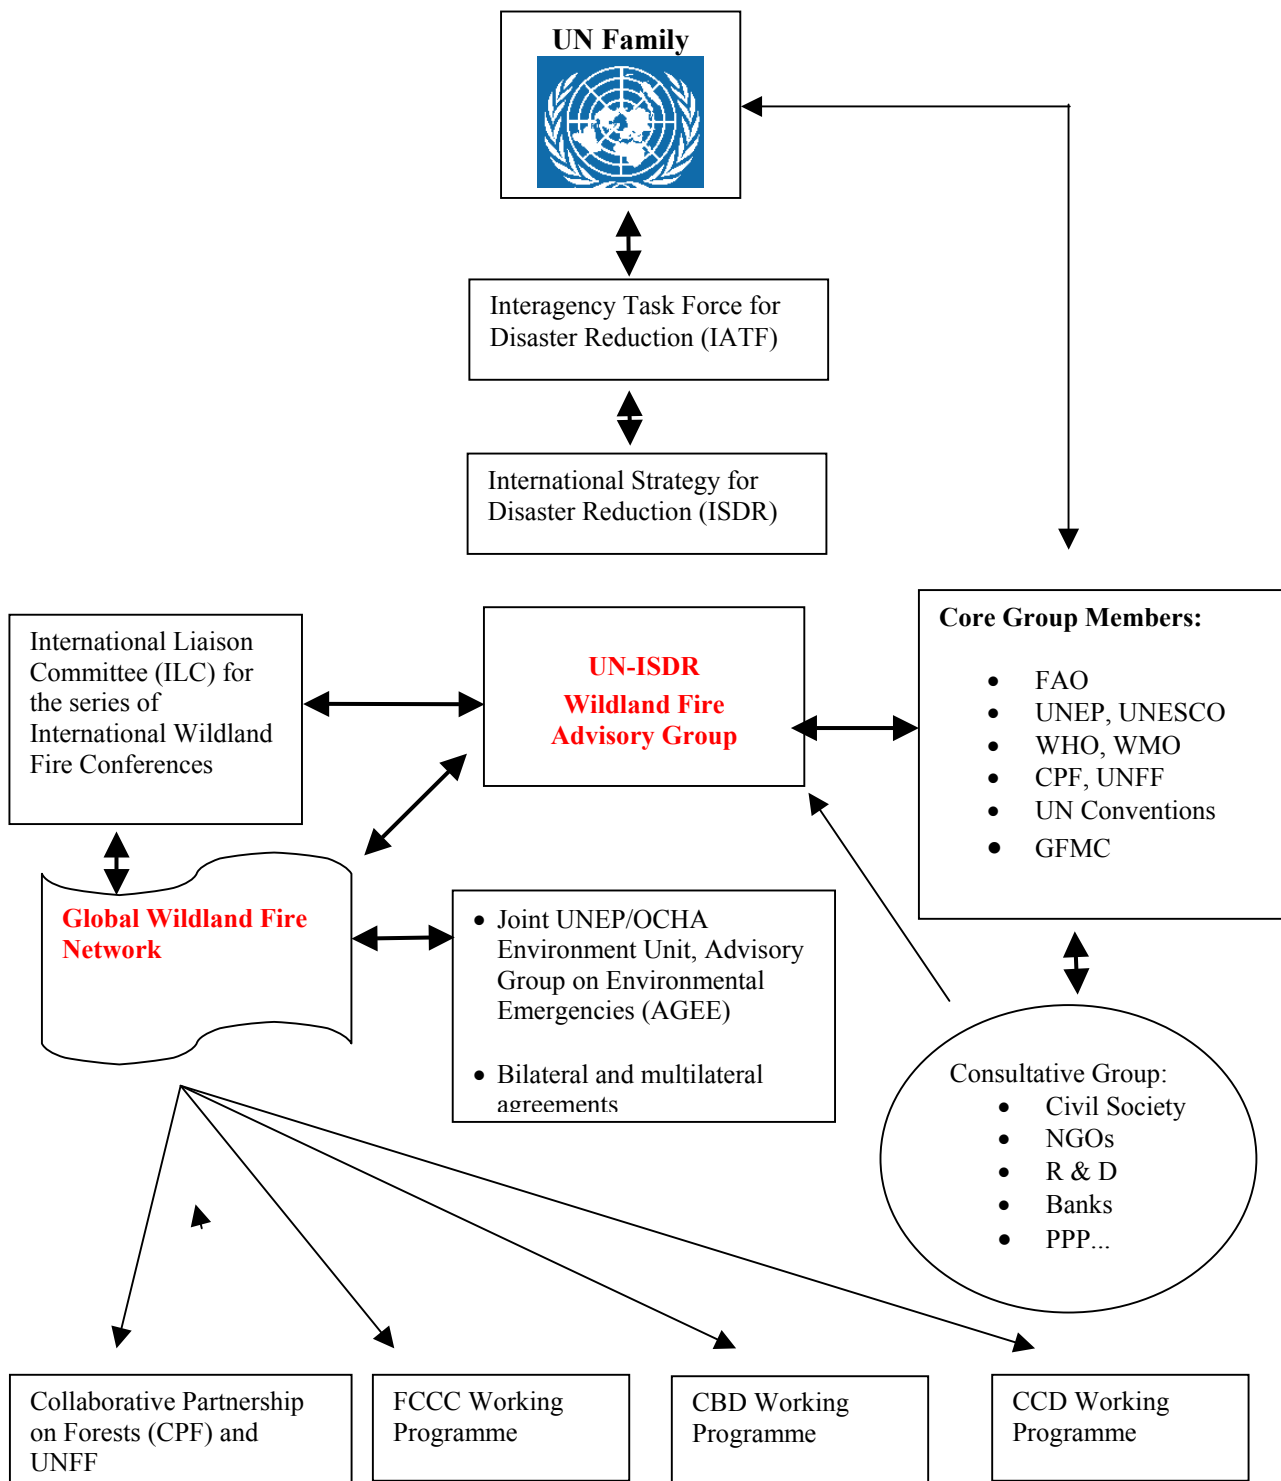 UN Family
Interagency Task Force for
Disaster Reduction (IATF)
International Strategy for
Disaster Reduction (ISDR)
International Liaison
Committee (ILC) for
the series of
International Wildland
Fire Conferences
UN-ISDR
Wildland Fire
Advisory Group
Core Group Members:
• FAO
• UNEP, UNESCO
• WHO, WMO
• CPF, UNFF
• UN Conventions
• GFMC
Global Wildland Fire
Network
• Joint UNEP/OCHA
Environment Unit, Advisory
Group on Environmental
Emergencies (AGEE)
• Bilateral and multilateral
agreements
Consultative Group:
• Civil Society
• NGOs
• R & D
• Banks
• PPP...
Collaborative Partnership
on Forests (CPF) and
UNFF
FCCC Working
Programme
CBD Working
Programme
CCD Working
Programme